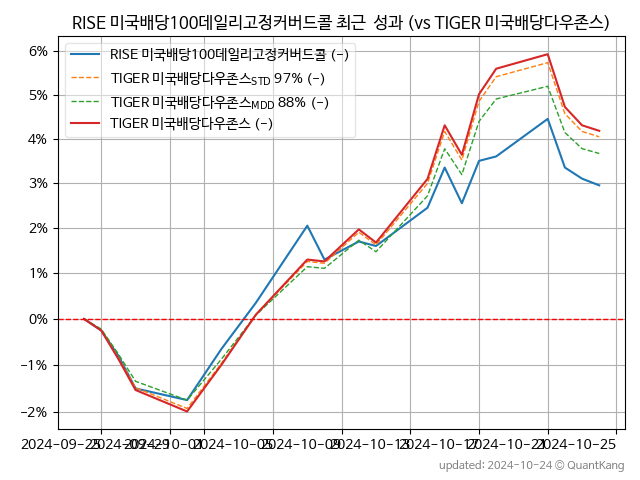 RISE 미국배당100데일리고정커버드콜 최근 성과 (vs TIGER 미국배당다우존스)
RISE 미국배당100데일리고정커버드콜 (-)
TIGER 미국배당다우존스STD 97% (-)
TIGER 미국배당다우존스MDD 88% (-)
TIGER 미국배당다우존스 (-)
6%
5%
4%
3%
2%
1%
0%
-1%
-2%
2024-09-25 2024-09-29 2024-10-01 2024-10-05 2024-10-09 2024-10-13 2024-10-17 2024-10-21 2024-10-25
updated: 2024-10-24 © QuantKang